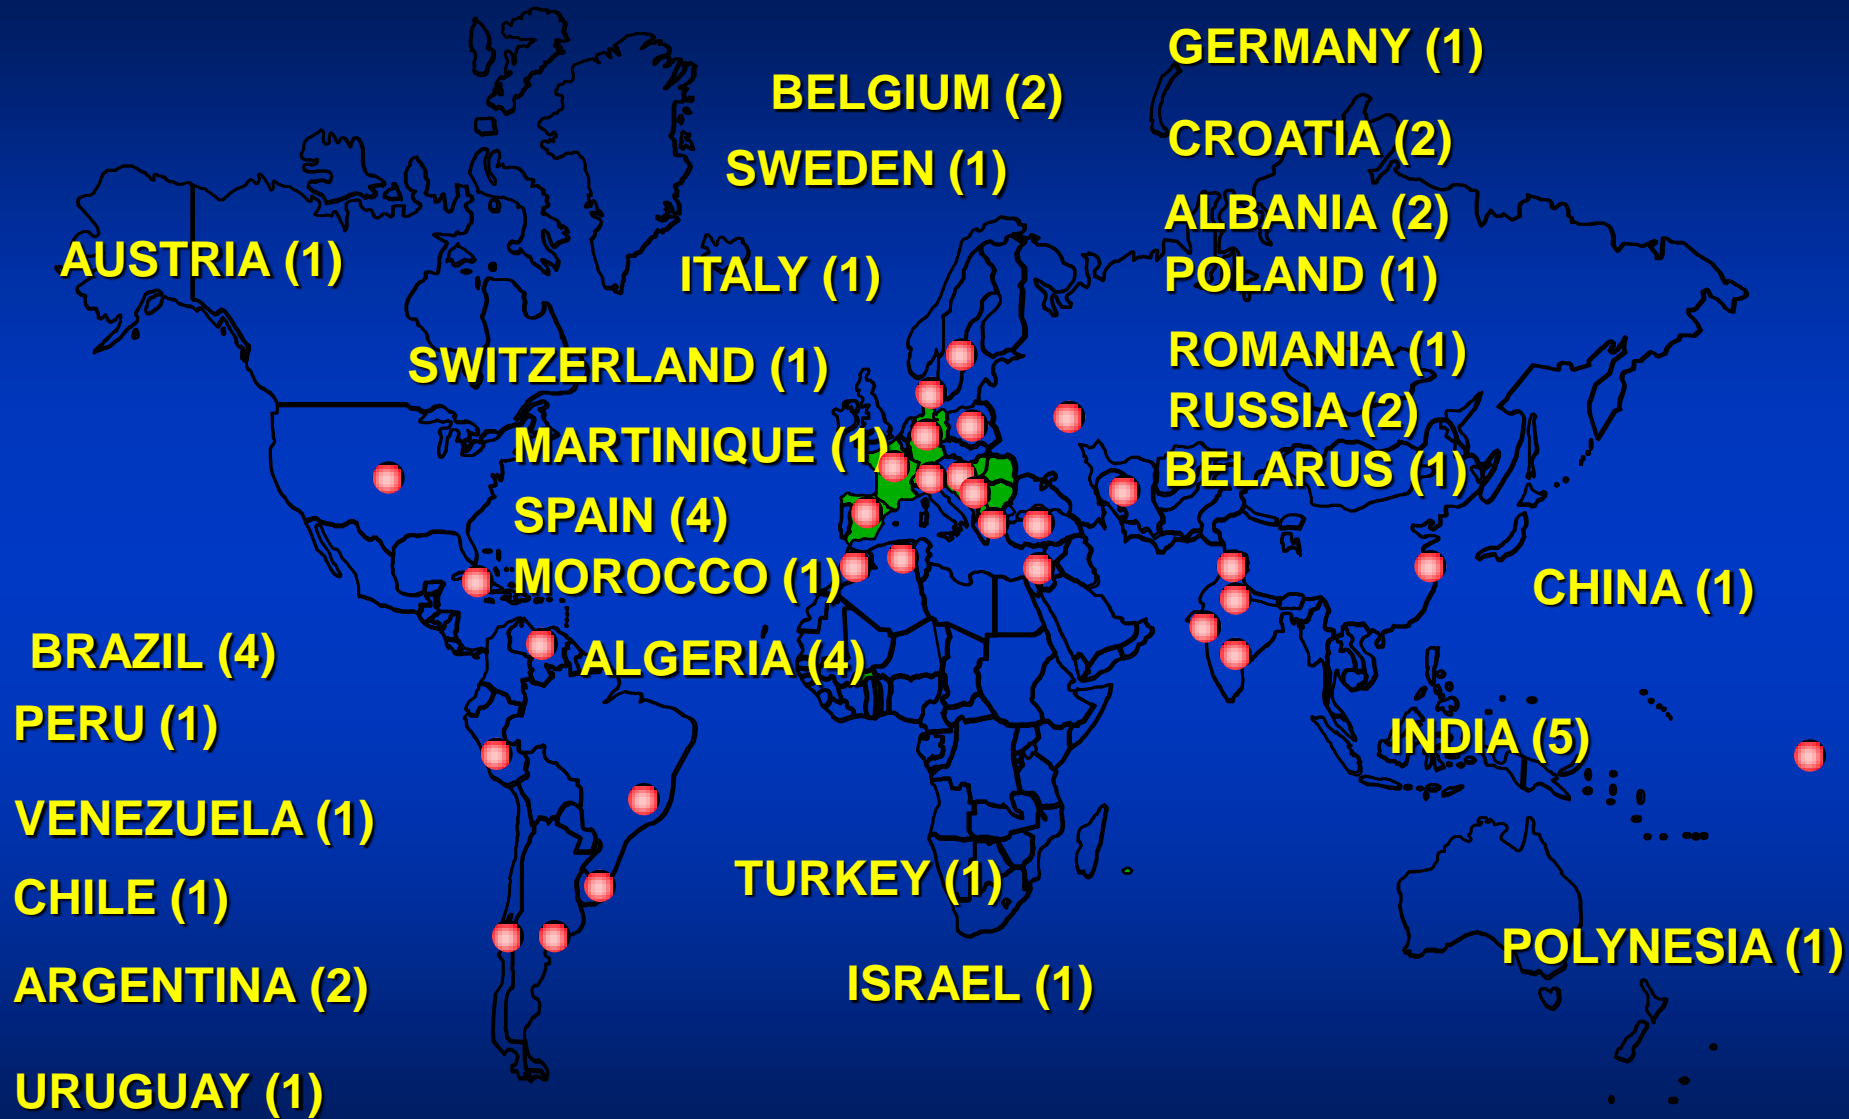 GERMANY (1)
BELGIUM (2)
CROATIA (2)
SWEDEN (1)
ALBANIA (2)
AUSTRIA (1)
ITALY (1)
POLAND (1)
SWITZERLAND (1)
ROMANIA (1)
RUSSIA (2)
MARTINIQUE (1)
BELARUS (1)
SPAIN (4)
MOROCCO (1)
CHINA (1)
BRAZIL (4)
ALGERIA (4)
PERU (1)
INDIA (5)
VENEZUELA (1)
TURKEY (1)
CHILE (1)
POLYNESIA (1)
ARGENTINA (2)
ISRAEL (1)
URUGUAY (1)